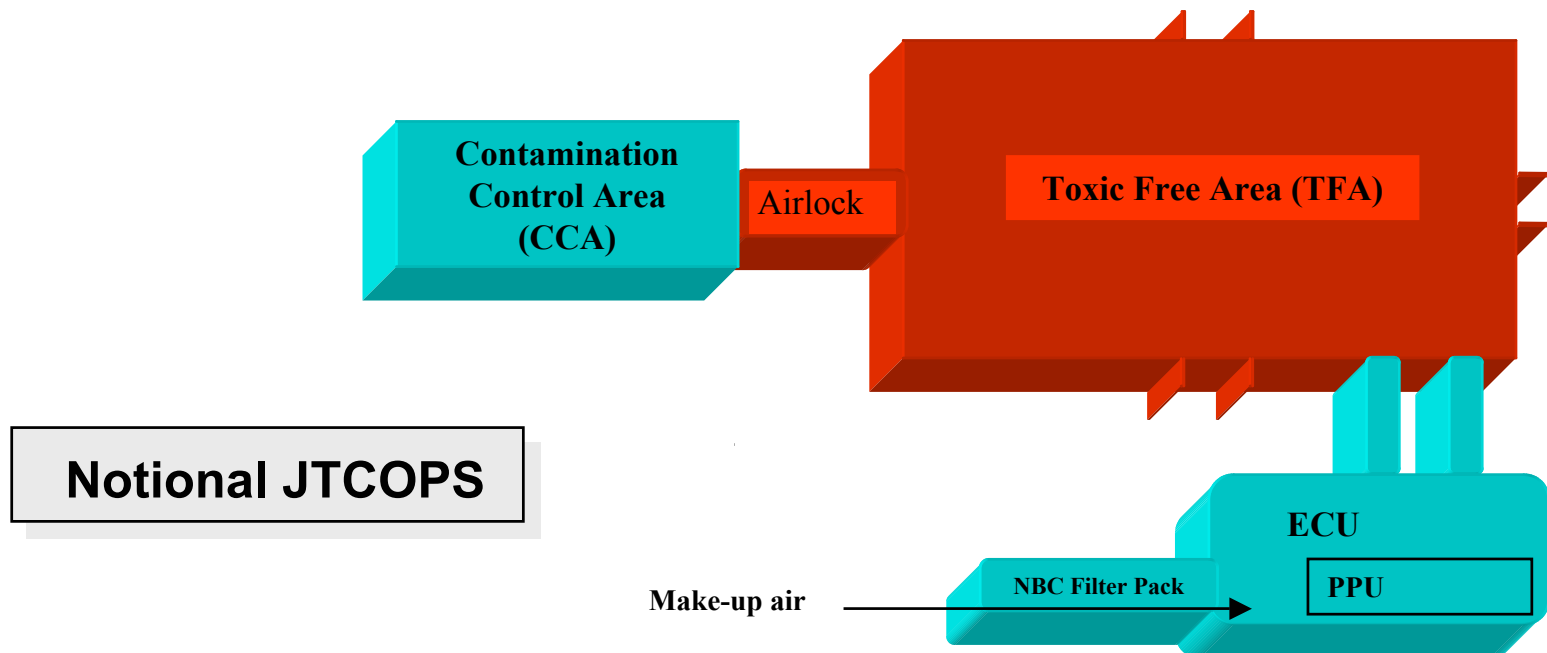 Contamination
Control Area
(CCA)
Airlock
Toxic Free Area (TFA)
Notional JTCOPS
ECU
NBC Filter Pack
PPU
Make-up air